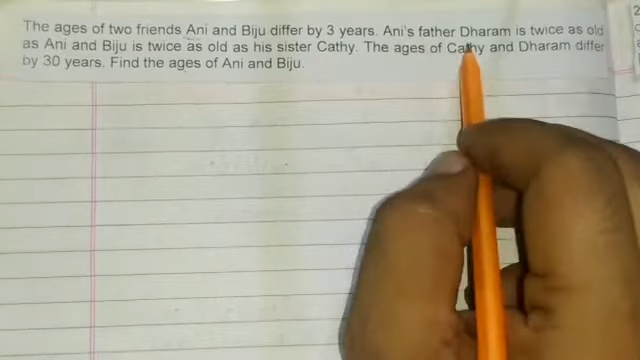 The ages of two friends Ani and Biju differ by 3 years. Ani's father Dharam is twice as old
as Ani and Biju is twice as old as his sister Cathy. The ages of Cathy and Dharam differ
by 30 years. Find the ages of Ani and Biju.
2